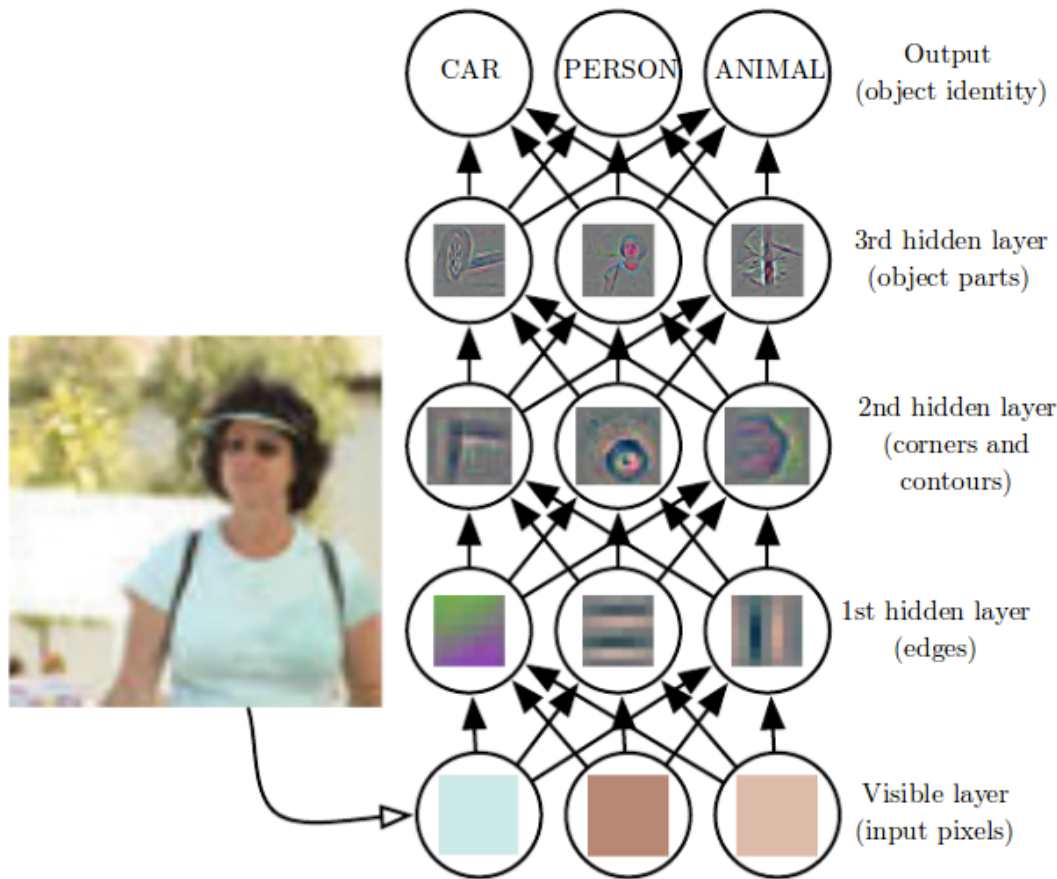 CAR
PERSON
ANIMAL
Output
(object identity)
3rd hidden layer
(object parts)
2nd hidden layer
(corners and
contours)
1st hidden layer
(edges)
Visible layer
(input pixels)